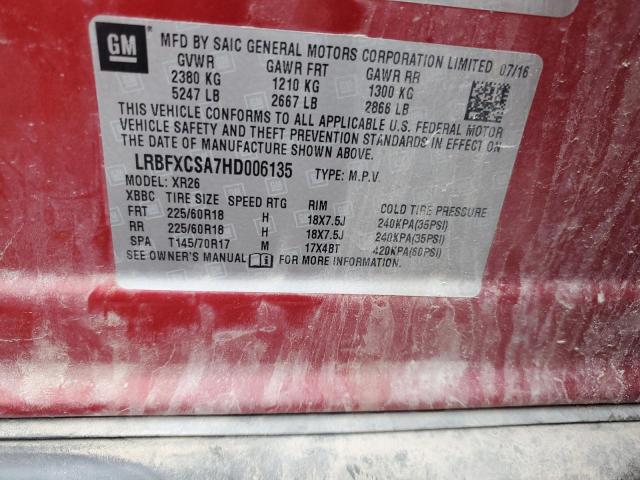 GM
MFD BY SAIC GENERAL MOTORS CORPORATION LIMITED 07/16
GVWR GAWR FRT GAWR RR
2380 KG 1210 KG 1300 KG
5247 LB 2667 LB 2866 LB
THIS VEHICLE CONFORMS TO ALL APPLICABLE U.S. FEDERAL MOTOR
VEHICLE SAFETY AND THEFT PREVENTION STANDARDS IN EFFECT ON
THE DATE OF MANUFACTURE SHOWN ABOVE.
LRBFXCSA7HD006135 TYPE: M.P.V.
MODEL: XR26
XBBC TIRE SIZE SPEED RTG RIM COLD TIRE PRESSURE
FRT 225/60R18 H 18X7.5J 240KPA(35PSI)
RR 225/60R18 H 18X7.5J 240KPA(35PSI)
SPA T145/70R17 M 17X4BT 420KPA(60PSI)
SEE OWNER'S MANUAL FOR MORE INFORMATION